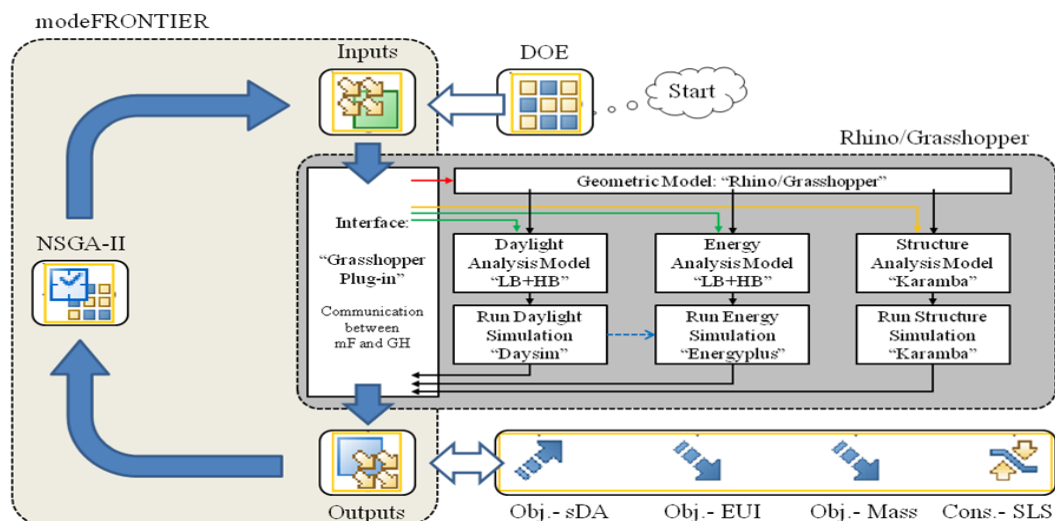 modeFRONTIER
Inputs
DOE
Start
Rhino/Grasshopper
Geometric Model: “Rhino/Grasshopper”
Interface:
“Grasshopper
Plug-in”
Communication
between
mF and GH
Daylight
Analysis Model
“LB+HB”
Energy
Analysis Model
“LB+HB”
Structure
Analysis Model
“Karamba”
Run Daylight
Simulation
“Daysim”
Run Energy
Simulation
“Energyplus”
Run Structure
Simulation
“Karamba”
NSGA-II
Outputs
Obj.- sDA
Obj.- EUI
Obj.- Mass
Cons.- SLS